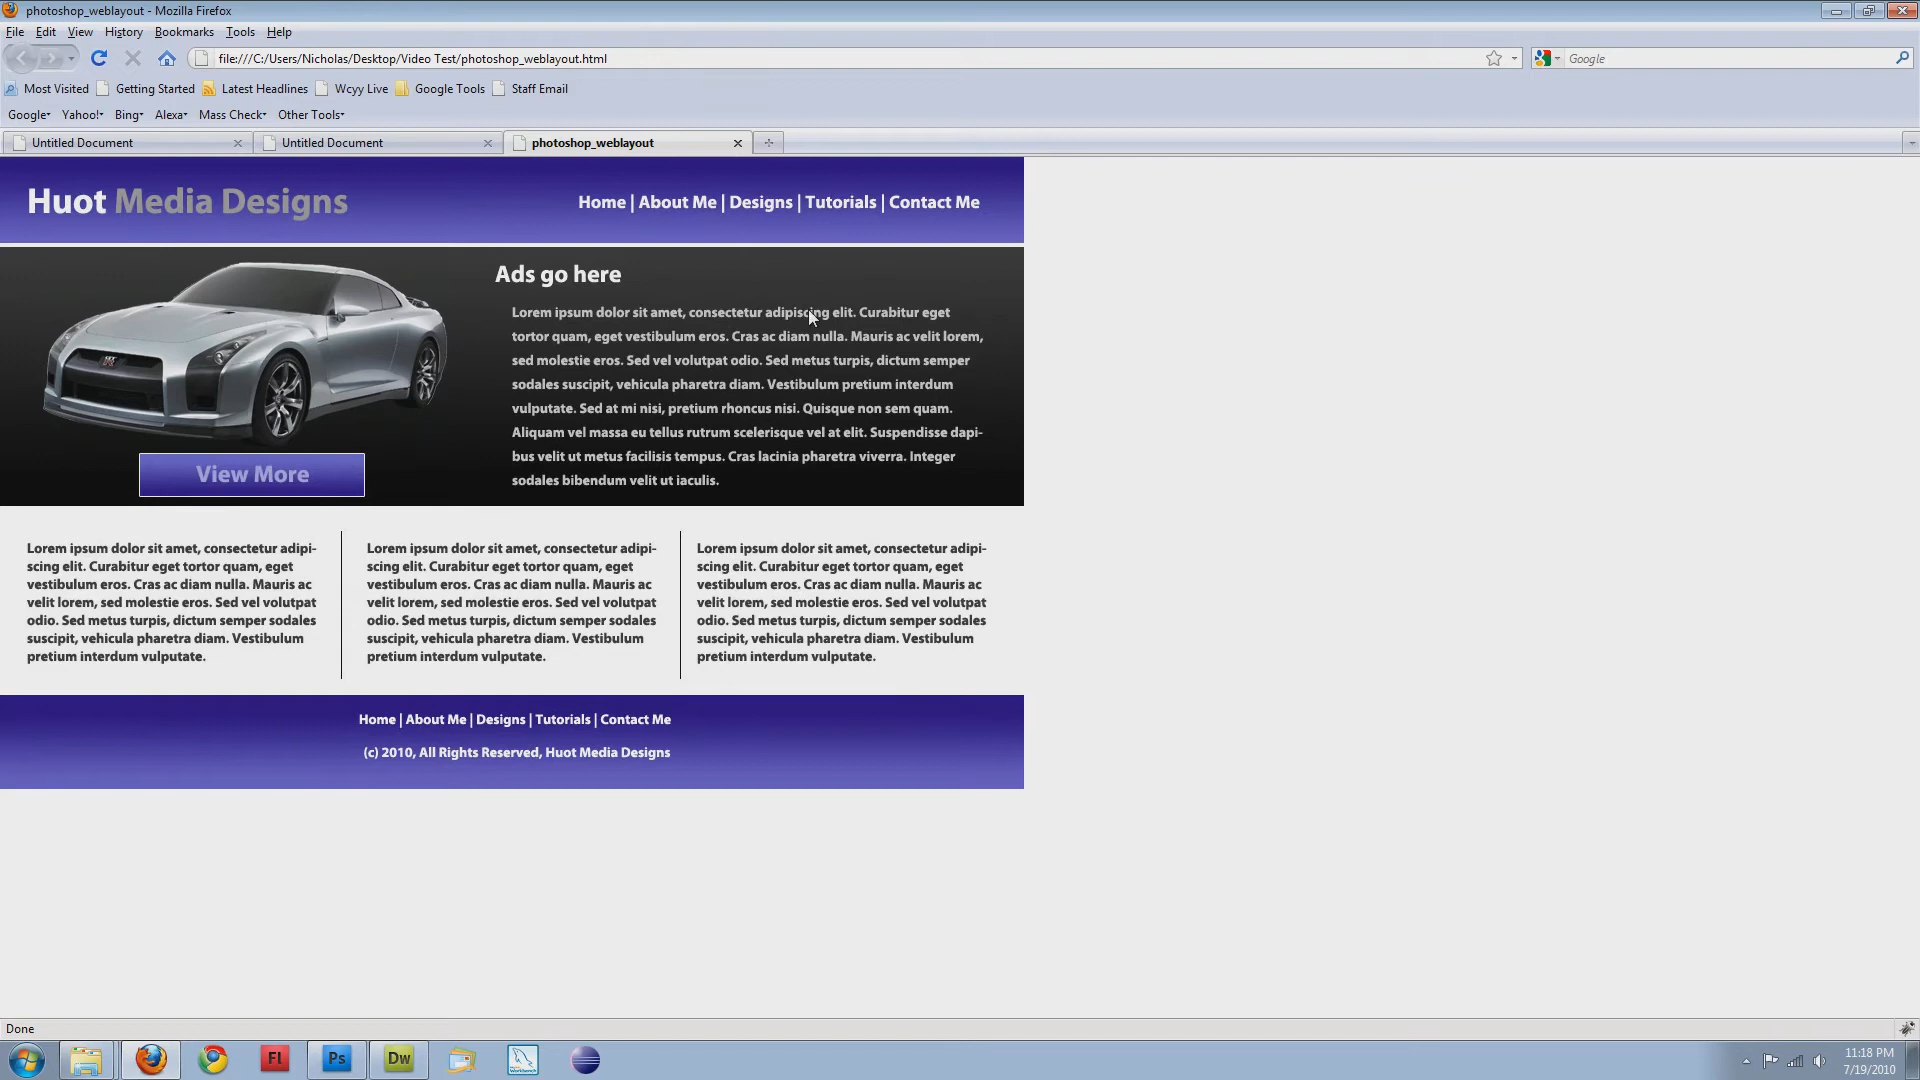 photoshop_weblayout - Mozilla Firefox
File Edit View History Bookmarks Tools Help
file:///C:/Users/Nicholas/Desktop/Video Test/photoshop_weblayout.html
Google
Most Visited Getting Started Latest Headlines Wcyy Live Google Tools Staff Email
Google Yahoo! Bing Alexa Mass Check Other Tools
Untitled Document Untitled Document photoshop_weblayout
Huot Media Designs
Home | About Me | Designs | Tutorials | Contact Me
Ads go here
Lorem ipsum dolor sit amet, consectetur adipiscing elit. Curabitur eget
tortor quam, eget vestibulum eros. Cras ac diam nulla. Mauris ac velit lorem,
sed molestie eros. Sed vel volutpat odio. Sed metus turpis, dictum semper
sodales suscipit, vehicula pharetra diam. Vestibulum pretium interdum
vulputate. Sed at mi nisi, pretium rhoncus nisi. Quisque non sem quam.
Aliquam vel massa eu tellus rutrum scelerisque vel at elit. Suspendisse dapi-
bus velit ut metus facilisis tempus. Cras lacinia pharetra viverra. Integer
sodales bibendum velit ut iaculis.
View More
Lorem ipsum dolor sit amet, consectetur adipi-
scing elit. Curabitur eget tortor quam, eget
vestibulum eros. Cras ac diam nulla. Mauris ac
velit lorem, sed molestie eros. Sed vel volutpat
odio. Sed metus turpis, dictum semper sodales
suscipit, vehicula pharetra diam. Vestibulum
pretium interdum vulputate.
Lorem ipsum dolor sit amet, consectetur adipi-
scing elit. Curabitur eget tortor quam, eget
vestibulum eros. Cras ac diam nulla. Mauris ac
velit lorem, sed molestie eros. Sed vel volutpat
odio. Sed metus turpis, dictum semper sodales
suscipit, vehicula pharetra diam. Vestibulum
pretium interdum vulputate.
Lorem ipsum dolor sit amet, consectetur adipi-
scing elit. Curabitur eget tortor quam, eget
vestibulum eros. Cras ac diam nulla. Mauris ac
velit lorem, sed molestie eros. Sed vel volutpat
odio. Sed metus turpis, dictum semper sodales
suscipit, vehicula pharetra diam. Vestibulum
pretium interdum vulputate.
Home | About Me | Designs | Tutorials | Contact Me
(c) 2010, All Rights Reserved, Huot Media Designs
Done
Fl Ps Dw
11:18 PM
7/19/2010